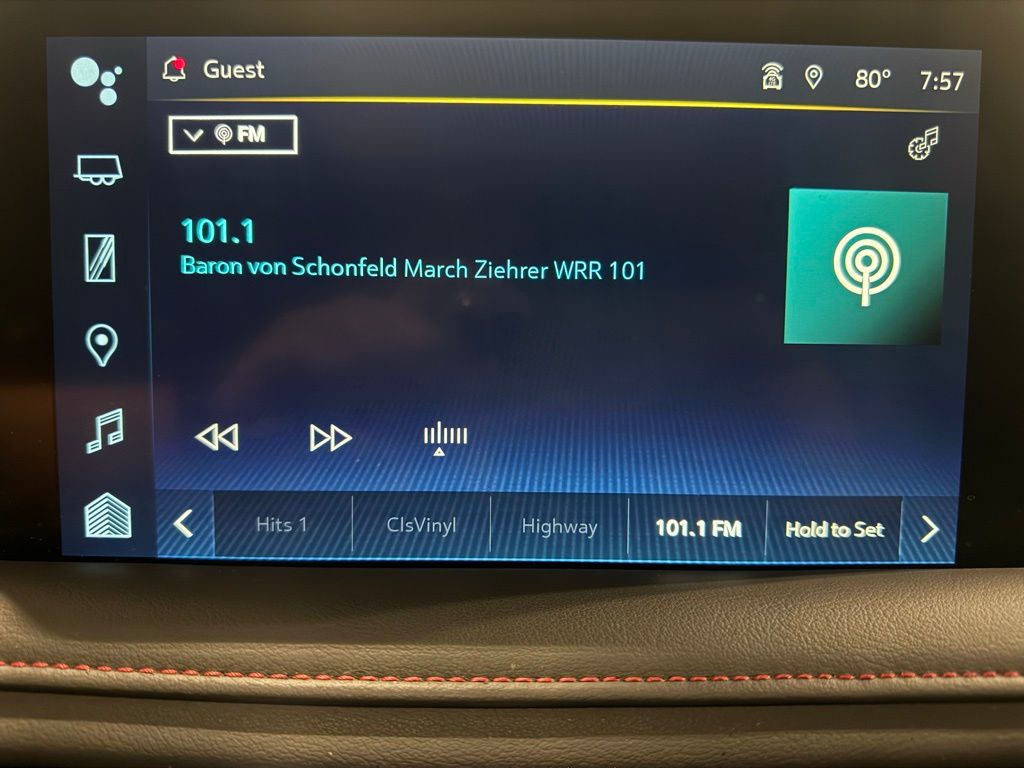 Guest
80° 7:57
FM
101.1
Baron von Schonfeld March Ziehrer WRR 101
Hits 1 ClsVinyl Highway 101.1 FM Hold to Set